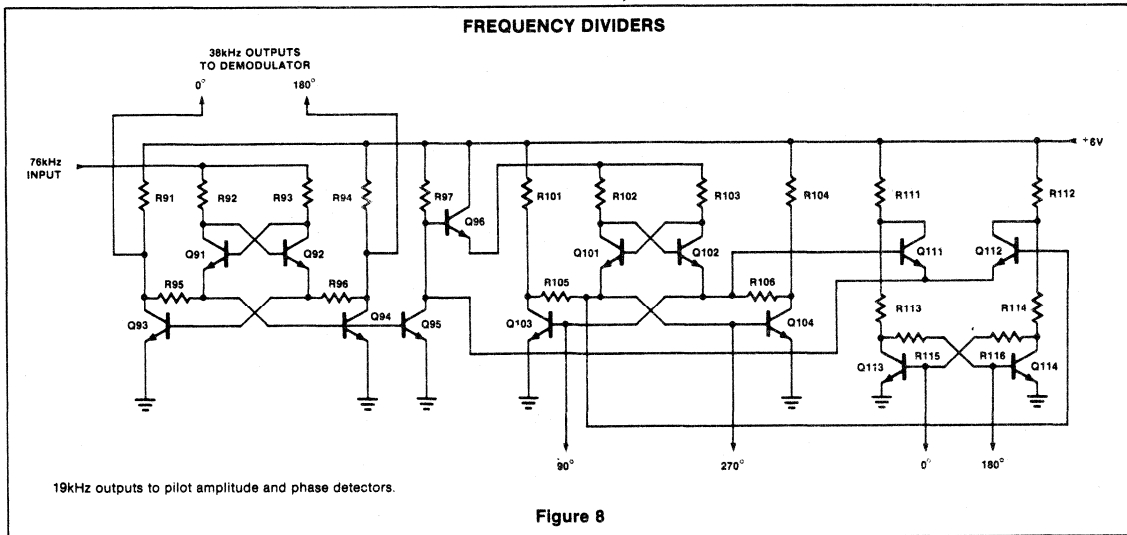 FREQUENCY DIVIDERS
38kHz OUTPUTS
TO DEMODULATOR
0° 180°
+6V
76kHz
INPUT
R91 R92 R93 R94 R97 R101 R102 R103 R104 R111 R112
Q96
Q91 Q92 Q101 Q102 Q111 Q112
R95 R96 R105 R106 R113 R114
Q93 Q94 Q95 Q103 Q104 Q113 R115 R116 Q114
90° 270° 0° 180°
19kHz outputs to pilot amplitude and phase detectors.
Figure 8